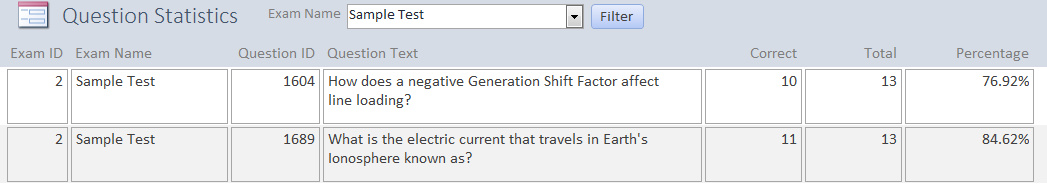 Question Statistics Exam Name Sample Test Filter
Exam ID Exam Name Question ID Question Text Correct Total Percentage
2 Sample Test 1604 How does a negative Generation Shift Factor affect 10 13 76.92%
line loading?
2 Sample Test 1689 What is the electric current that travels in Earth's 11 13 84.62%
Ionosphere known as?